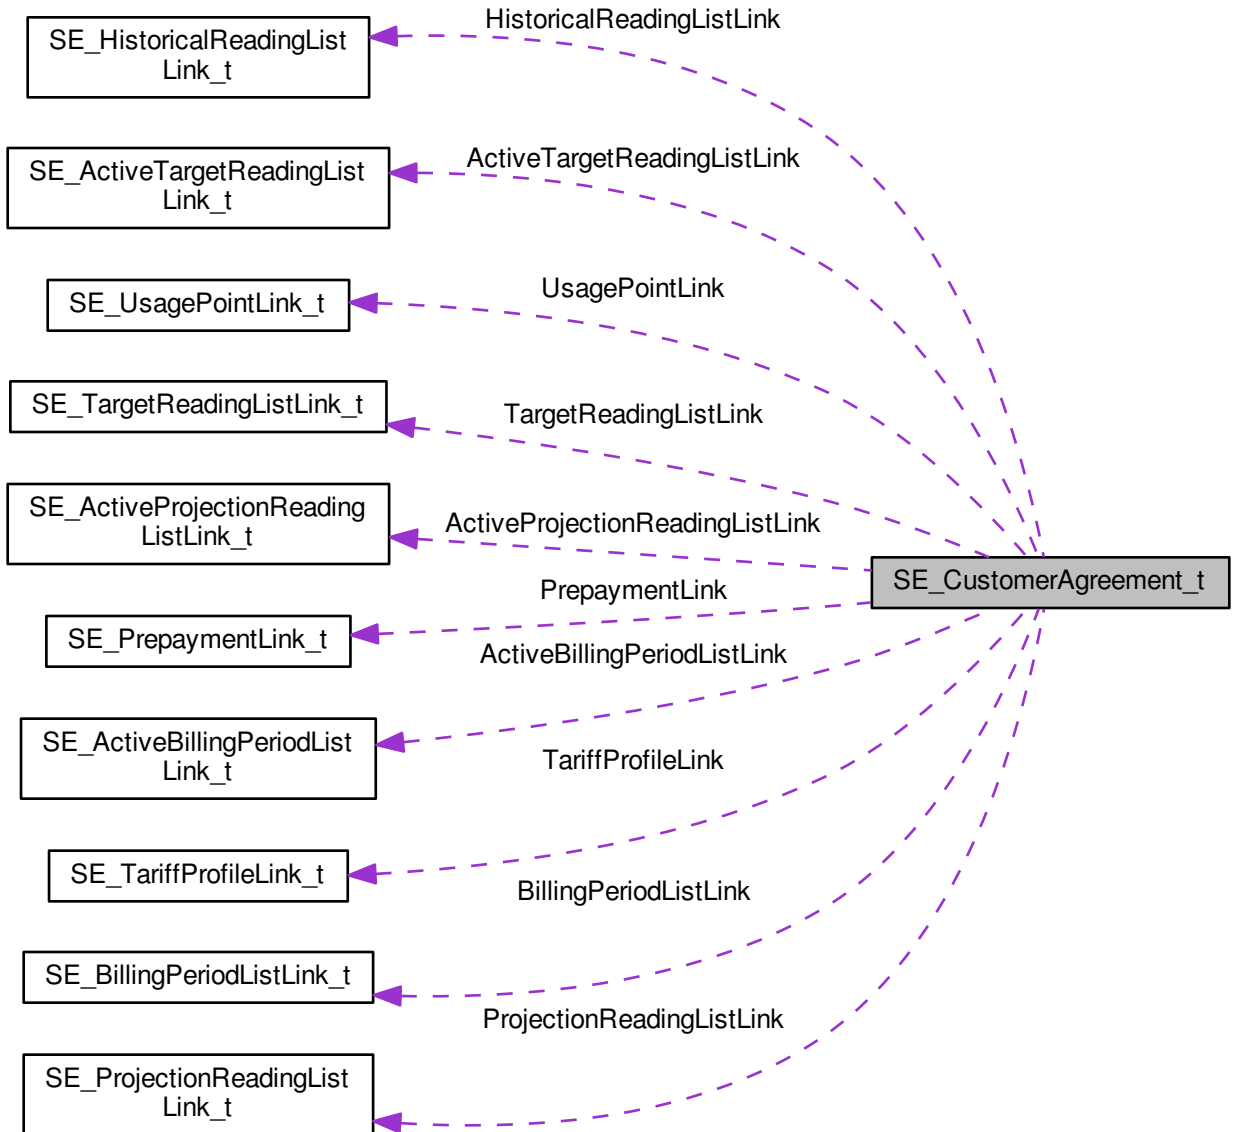 HistoricalReadingListLink
SE_HistoricalReadingList
Link_t
ActiveTargetReadingListLink
SE_ActiveTargetReadingList
Link_t
UsagePointLink
SE_UsagePointLink_t
SE_TargetReadingListLink_t
TargetReadingListLink
SE_ActiveProjectionReading
ListLink_t
ActiveProjectionReadingListLink
SE_CustomerAgreement_t
PrepaymentLink
SE_PrepaymentLink_t
ActiveBillingPeriodListLink
SE_ActiveBillingPeriodList
Link_t
TariffProfileLink
SE_TariffProfileLink_t
BillingPeriodListLink
SE_BillingPeriodListLink_t
ProjectionReadingListLink
SE_ProjectionReadingList
Link_t